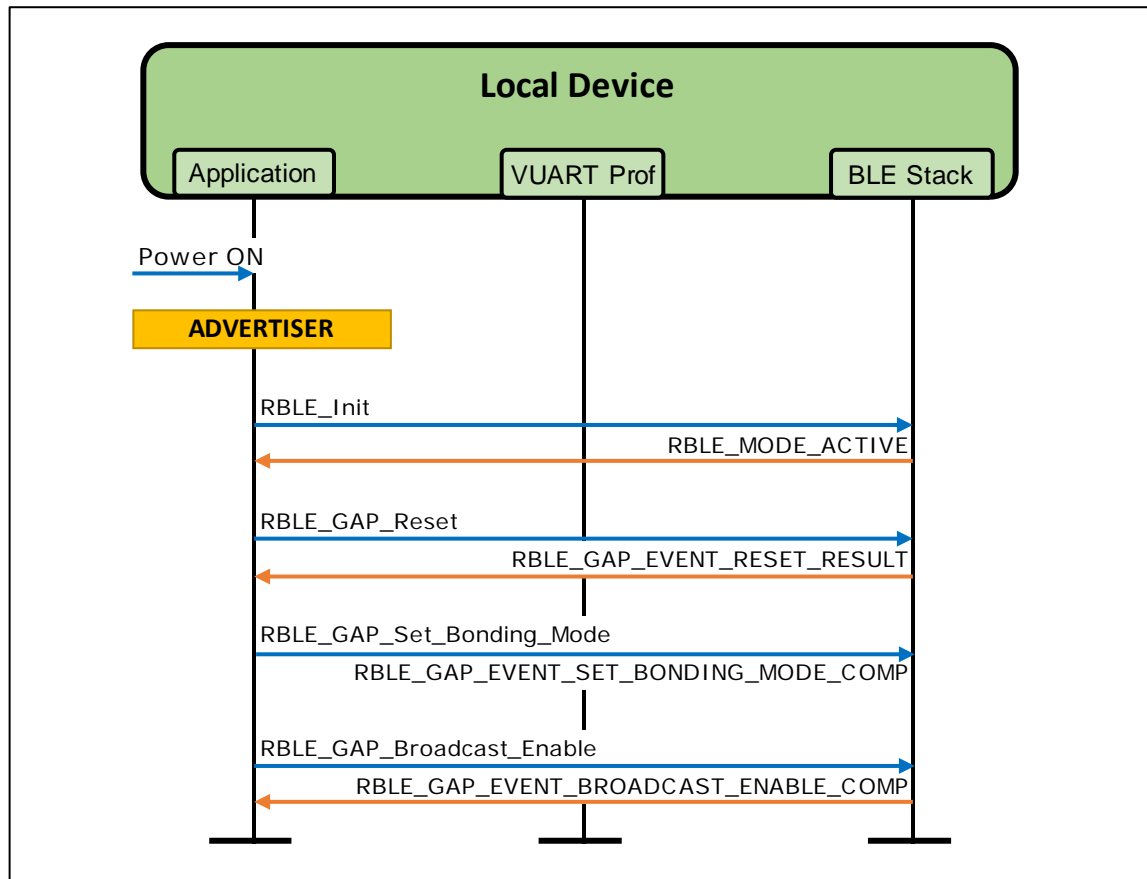 Local Device
Application
VUART Prof
BLE Stack
Power ON
ADVERTISER
RBLE_Init
RBLE_MODE_ACTIVE
RBLE_GAP_Reset
RBLE_GAP_EVENT_RESET_RESULT
RBLE_GAP_Set_Bonding_Mode
RBLE_GAP_EVENT_SET_BONDING_MODE_COMP
RBLE_GAP_Broadcast_Enable
RBLE_GAP_EVENT_BROADCAST_ENABLE_COMP